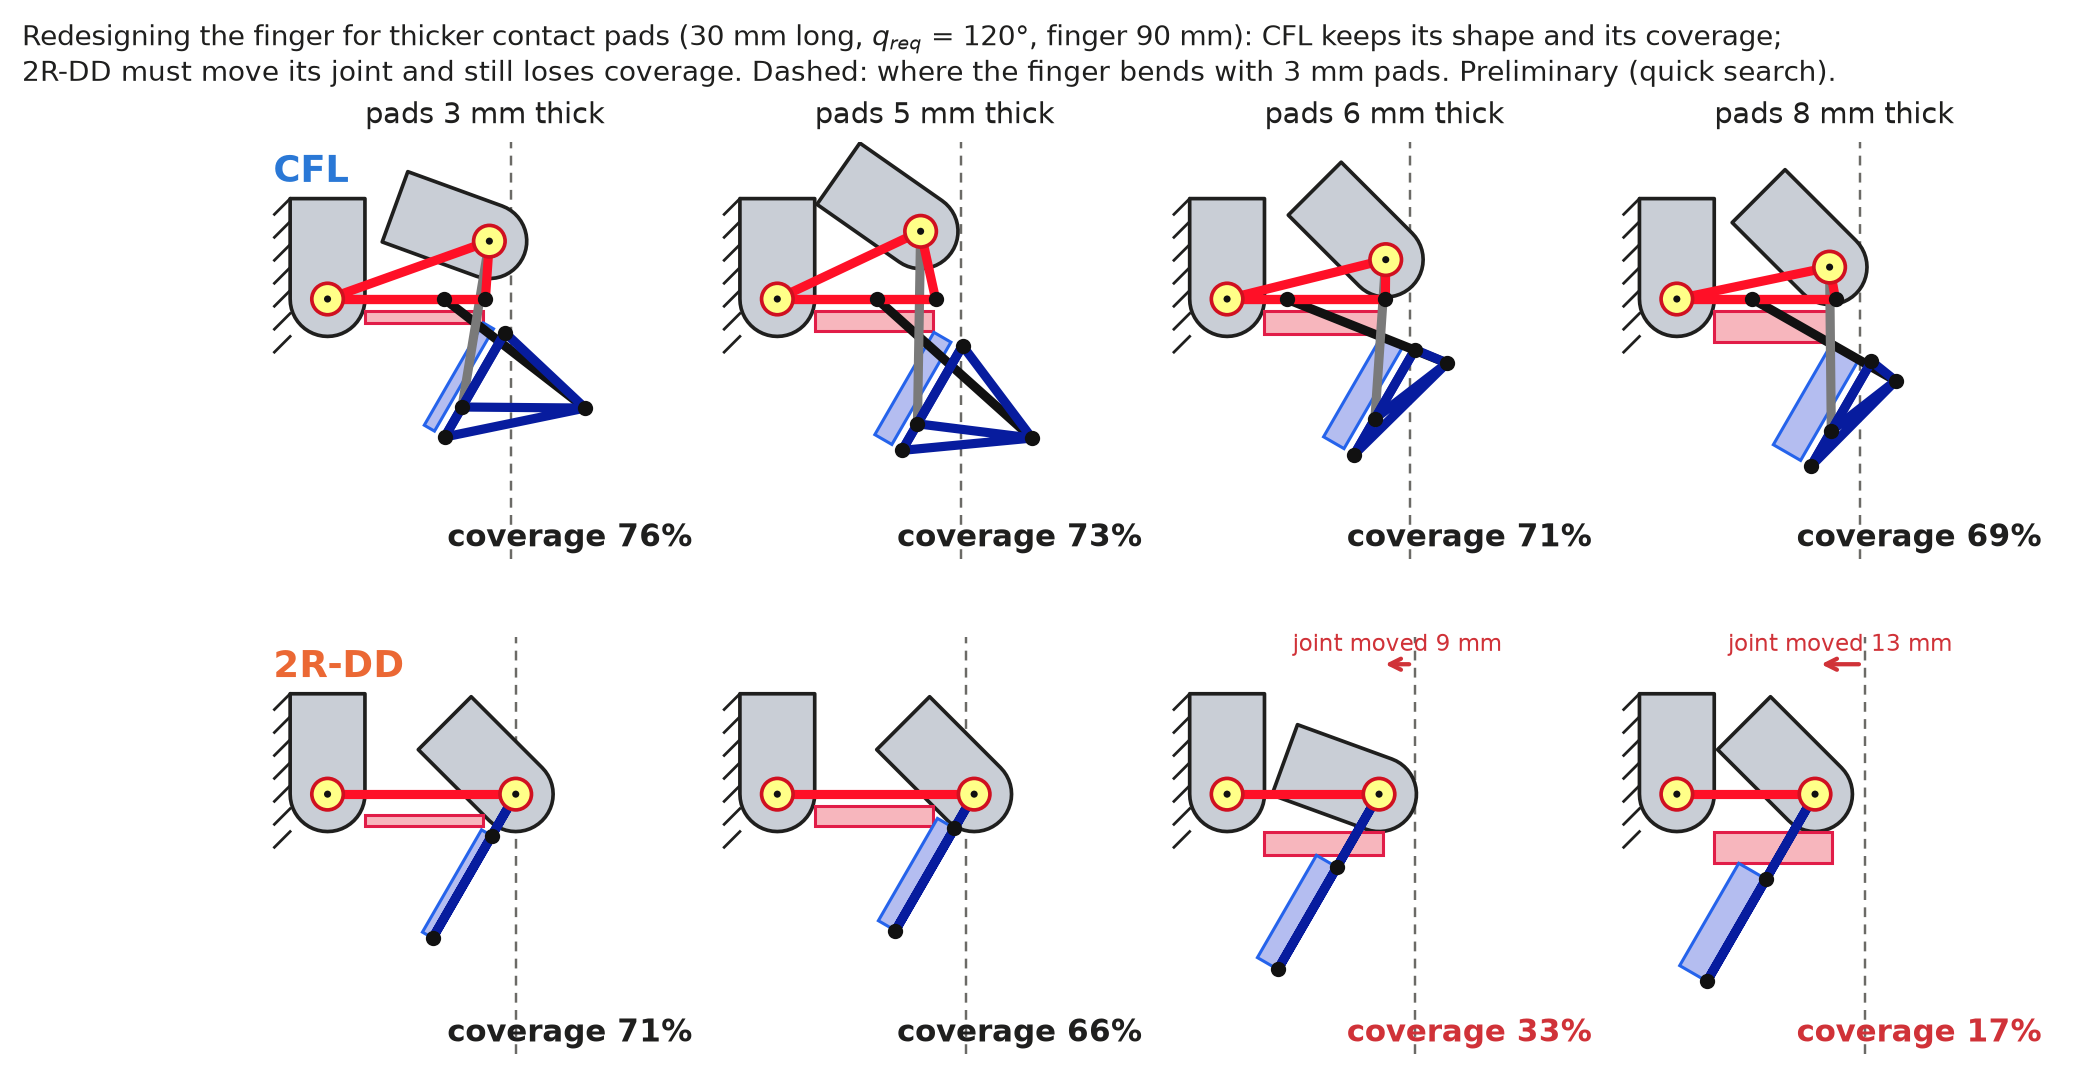 Redesigning the finger for thicker contact pads (30 mm long, q_req = 120°, finger 90 mm): CFL keeps its shape and its coverage;
2R-DD must move its joint and still loses coverage. Dashed: where the finger bends with 3 mm pads. Preliminary (quick search).
pads 3 mm thick
pads 5 mm thick
pads 6 mm thick
pads 8 mm thick
CFL
coverage 76%
coverage 73%
coverage 71%
coverage 69%
joint moved 9 mm
joint moved 13 mm
2R-DD
coverage 71%
coverage 66%
coverage 33%
coverage 17%